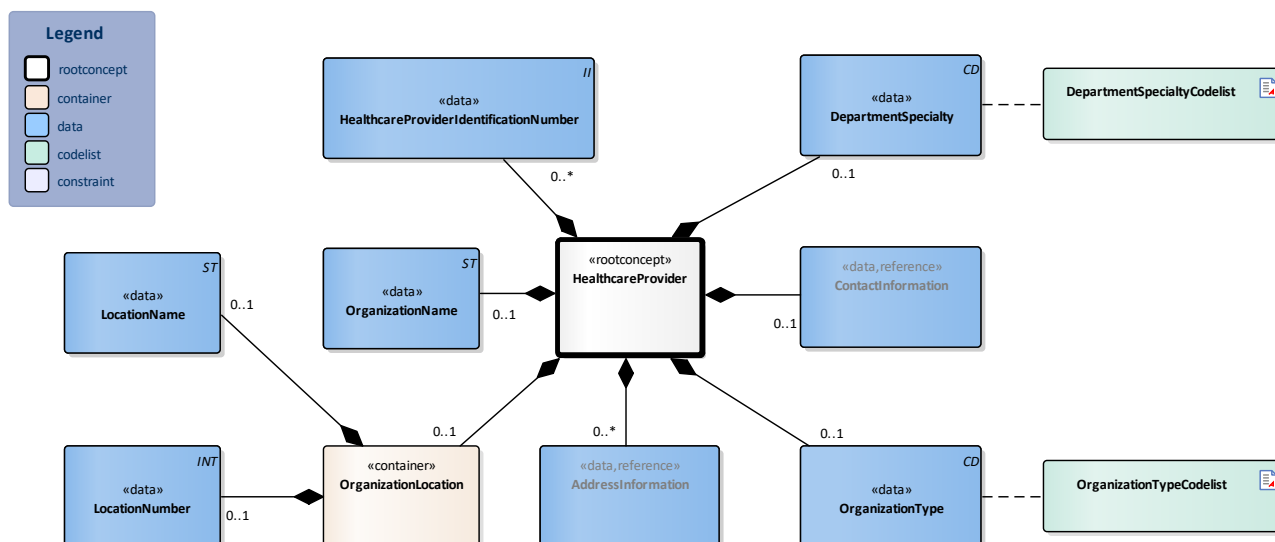 Legend
rootconcept
container
data
codelist
constraint
II
«data»
HealthcareProviderIdentificationNumber
0..*
CD
«data»
DepartmentSpecialty
0..1
DepartmentSpecialtyCodelist
ST
«data»
LocationName
0..1
ST
«data»
OrganizationName
0..1
«rootconcept»
HealthcareProvider
«data,reference»
ContactInformation
0..1
INT
«data»
LocationNumber
0..1
0..1
«container»
OrganizationLocation
0..*
«data,reference»
AddressInformation
0..1
CD
«data»
OrganizationType
OrganizationTypeCodelist